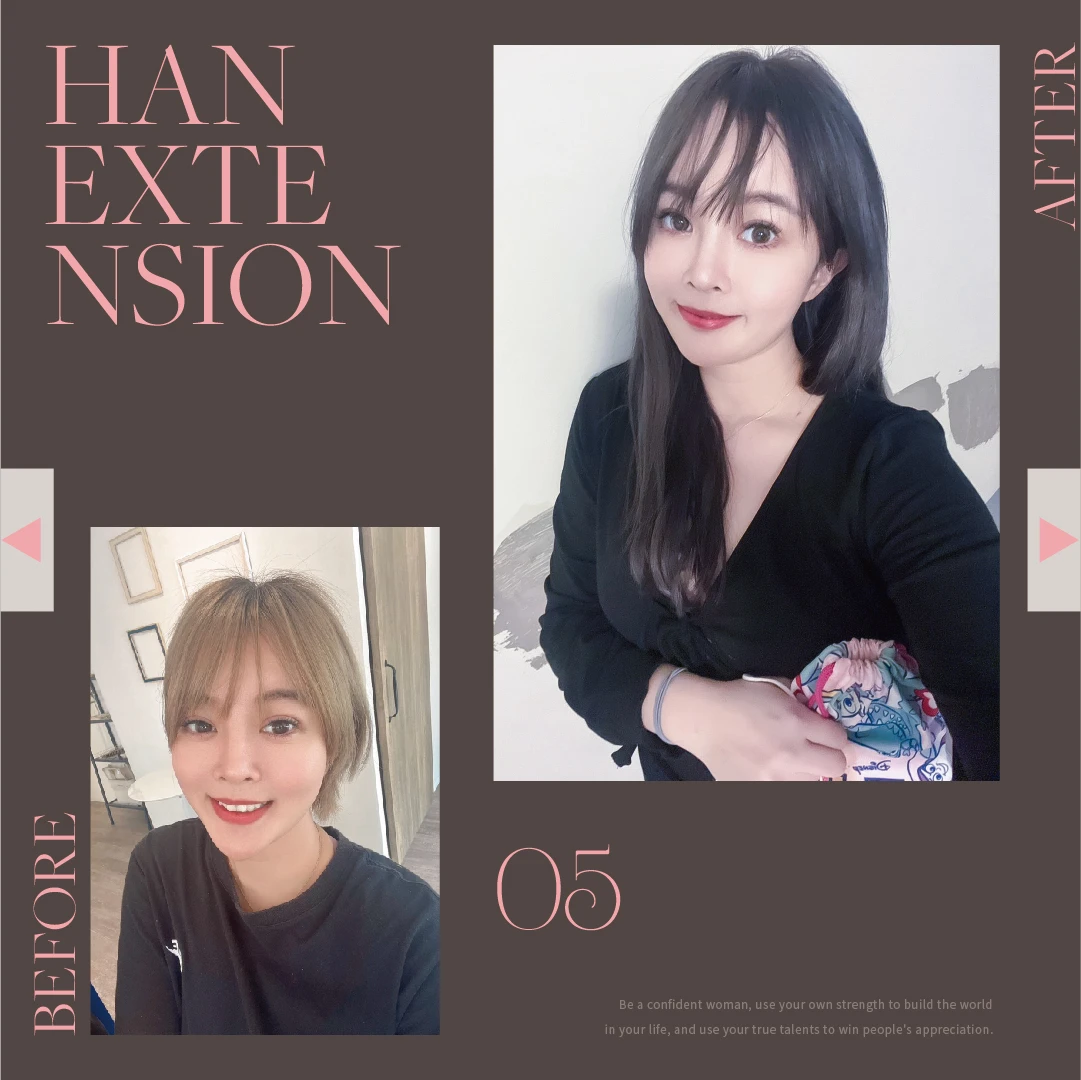 HAN
EXTE
NSION
AFTER
BEFORE
05
Be a confident woman, use your own strength to build the world
in your life, and use your true talents to win people's appreciation.
Disney